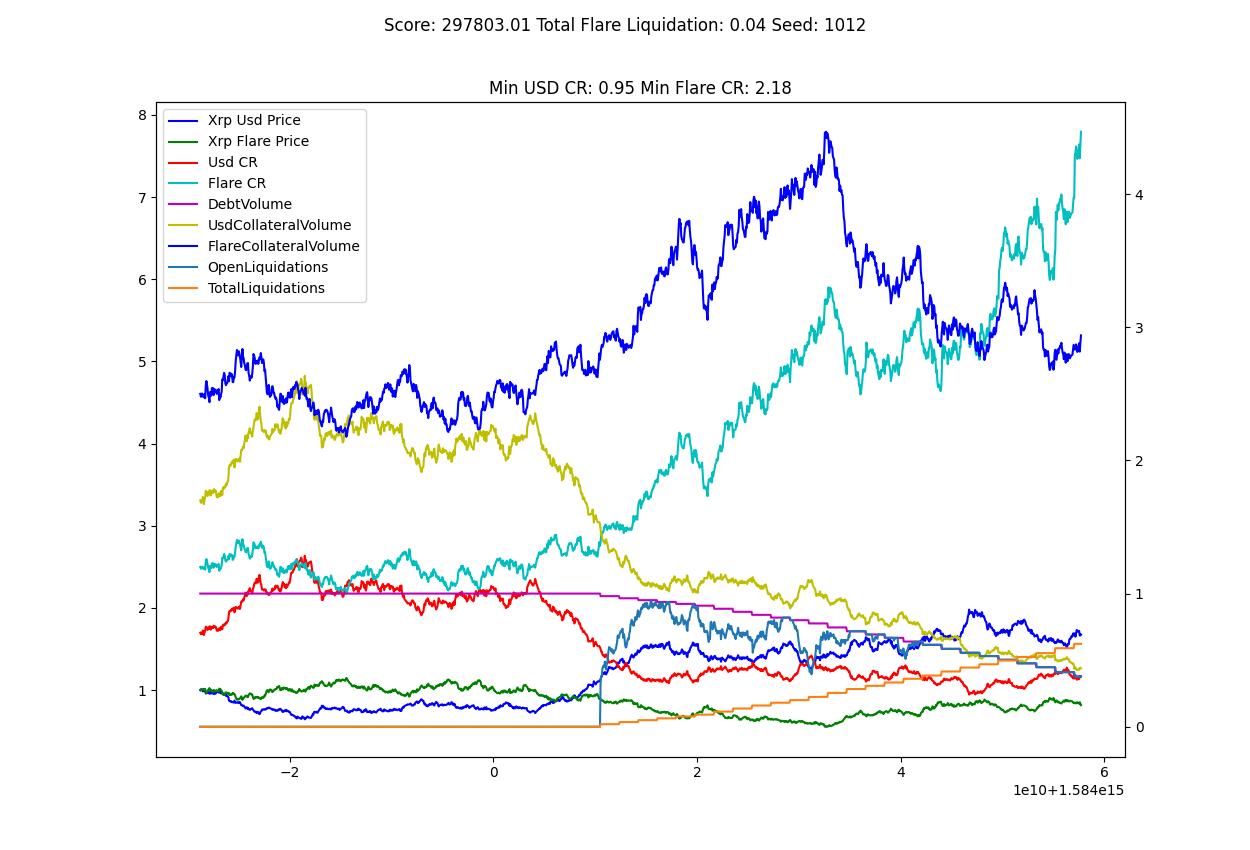 Score: 297803.01 Total Flare Liquidation: 0.04 Seed: 1012
Min USD CR: 0.95 Min Flare CR: 2.18
Xrp Usd Price
Xrp Flare Price
Usd CR
Flare CR
DebtVolume
UsdCollateralVolume
FlareCollateralVolume
OpenLiquidations
TotalLiquidations
8
7
6
5
4
3
2
1
4
3
2
1
0
−2 0 2 4 6
1e10+1.584e15